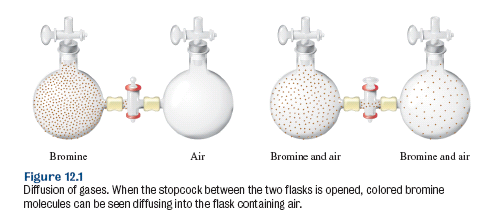 Bromine Air Bromine and air Bromine and air
Figure 12.1
Diffusion of gases. When the stopcock between the two flasks is opened, colored bromine
molecules can be seen diffusing into the flask containing air.